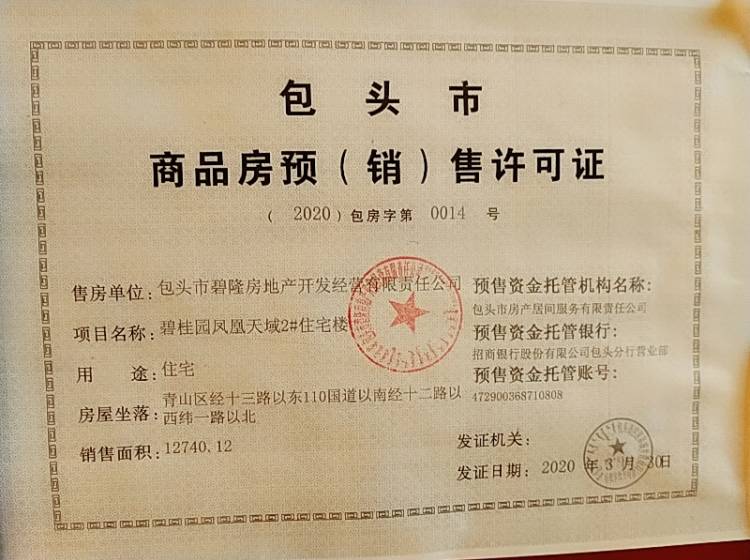 包头市
商品房预（销）售许可证
（2020）包房字第 0014 号
售房单位：包头市碧隆房地产开发经营有限责任公司
项目名称：碧桂园凤凰天域2#住宅楼
用途：住宅
房屋坐落：青山区经十三路以东110国道以南经十二路以
西纬一路以北
销售面积：12740.12
预售资金托管机构名称：
包头市房产居间服务有限责任公司
预售资金托管银行：
招商银行股份有限公司包头分行营业部
预售资金托管账号：
472900368710808
发证机关：
发证日期：2020 年 3 月 30日